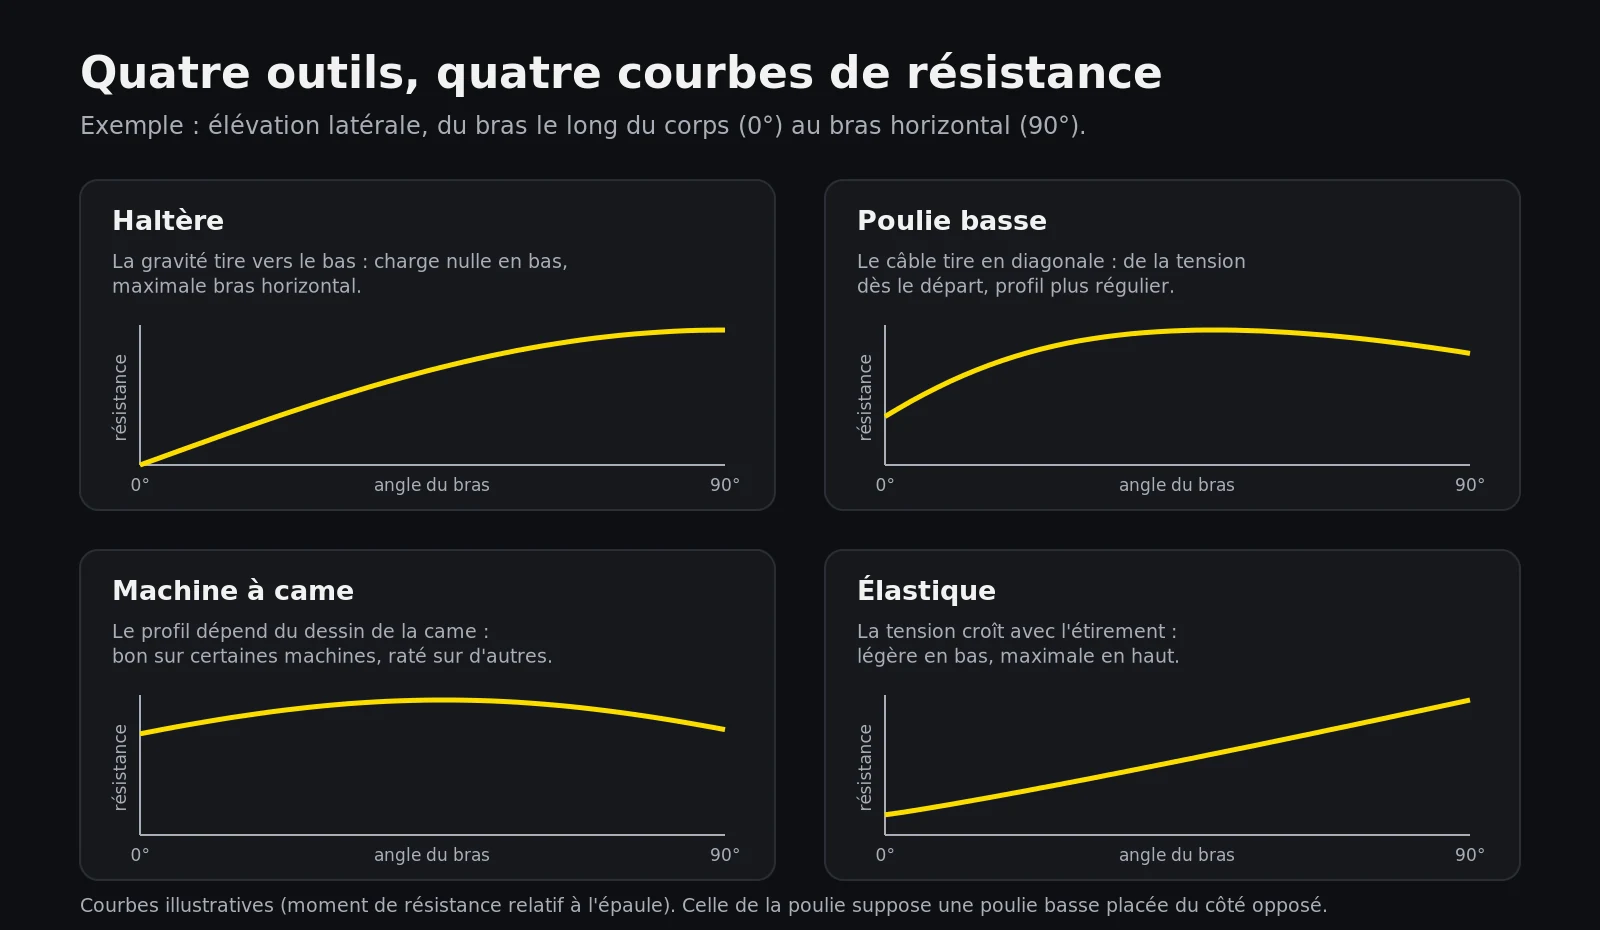 Quatre outils, quatre courbes de résistance
Exemple : élévation latérale, du bras le long du corps (0°) au bras horizontal (90°).
Haltère
La gravité tire vers le bas : charge nulle en bas,
maximale bras horizontal.
résistance
0°
angle du bras
90°
Poulie basse
Le câble tire en diagonale : de la tension
dès le départ, profil plus régulier.
résistance
0°
angle du bras
90°
Machine à came
Le profil dépend du dessin de la came :
bon sur certaines machines, raté sur d'autres.
résistance
0°
angle du bras
90°
Élastique
La tension croît avec l'étirement :
légère en bas, maximale en haut.
résistance
0°
angle du bras
90°
Courbes illustratives (moment de résistance relatif à l'épaule). Celle de la poulie suppose une poulie basse placée du côté opposé.